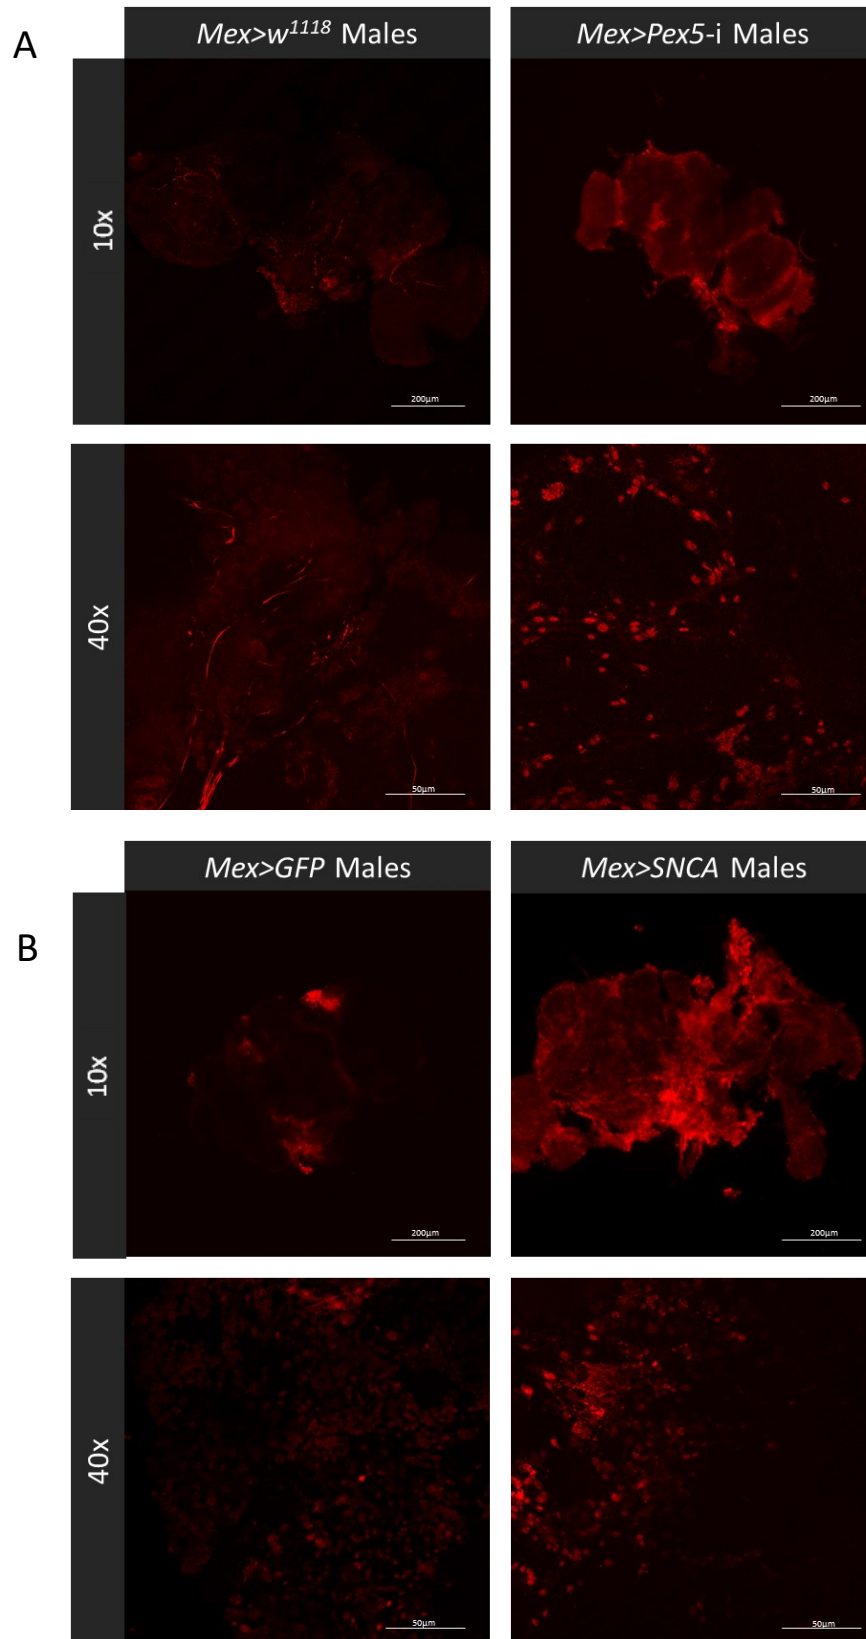 A
Mex>w1118 Males
Mex>Pex5-i Males
10x
200µm
200µm
40x
50µm
50µm
B
Mex>GFP Males
Mex>SNCA Males
10x
200µm
200µm
40x
50µm
50µm